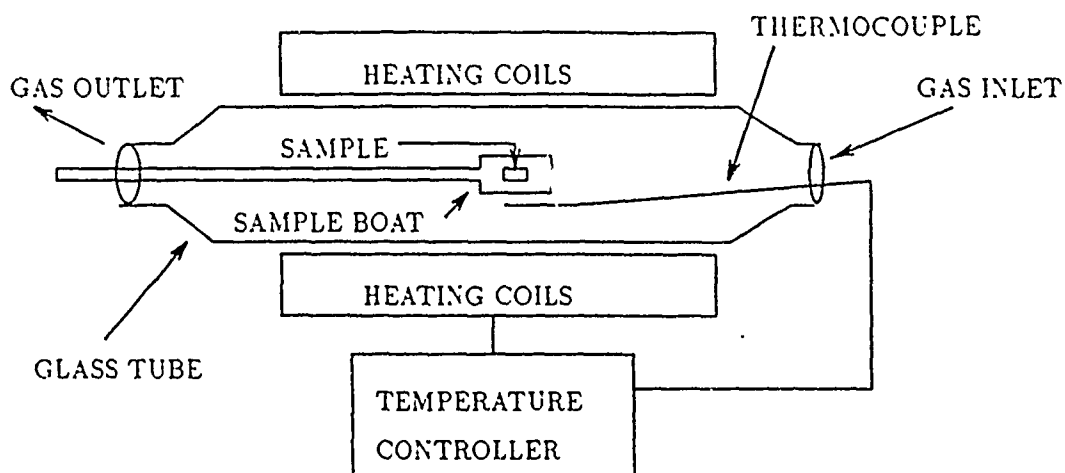 THERMOCOUPLE
HEATING COILS
GAS OUTLET
GAS INLET
SAMPLE
SAMPLE BOAT
HEATING COILS
GLASS TUBE
TEMPERATURE
CONTROLLER